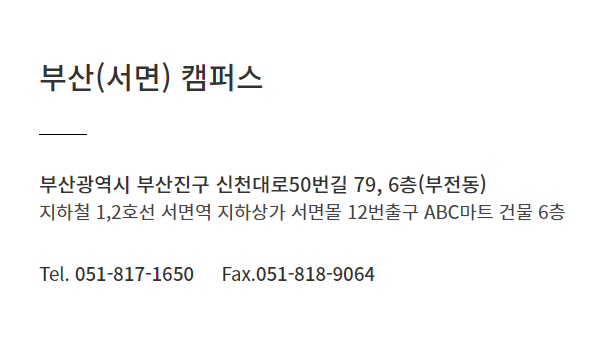 부산(서면) 캠퍼스
부산광역시 부산진구 신천대로50번길 79, 6층(부전동)
지하철 1,2호선 서면역 지하상가 서면몰 12번출구 ABC마트 건물 6층
Tel. 051-817-1650 Fax.051-818-9064